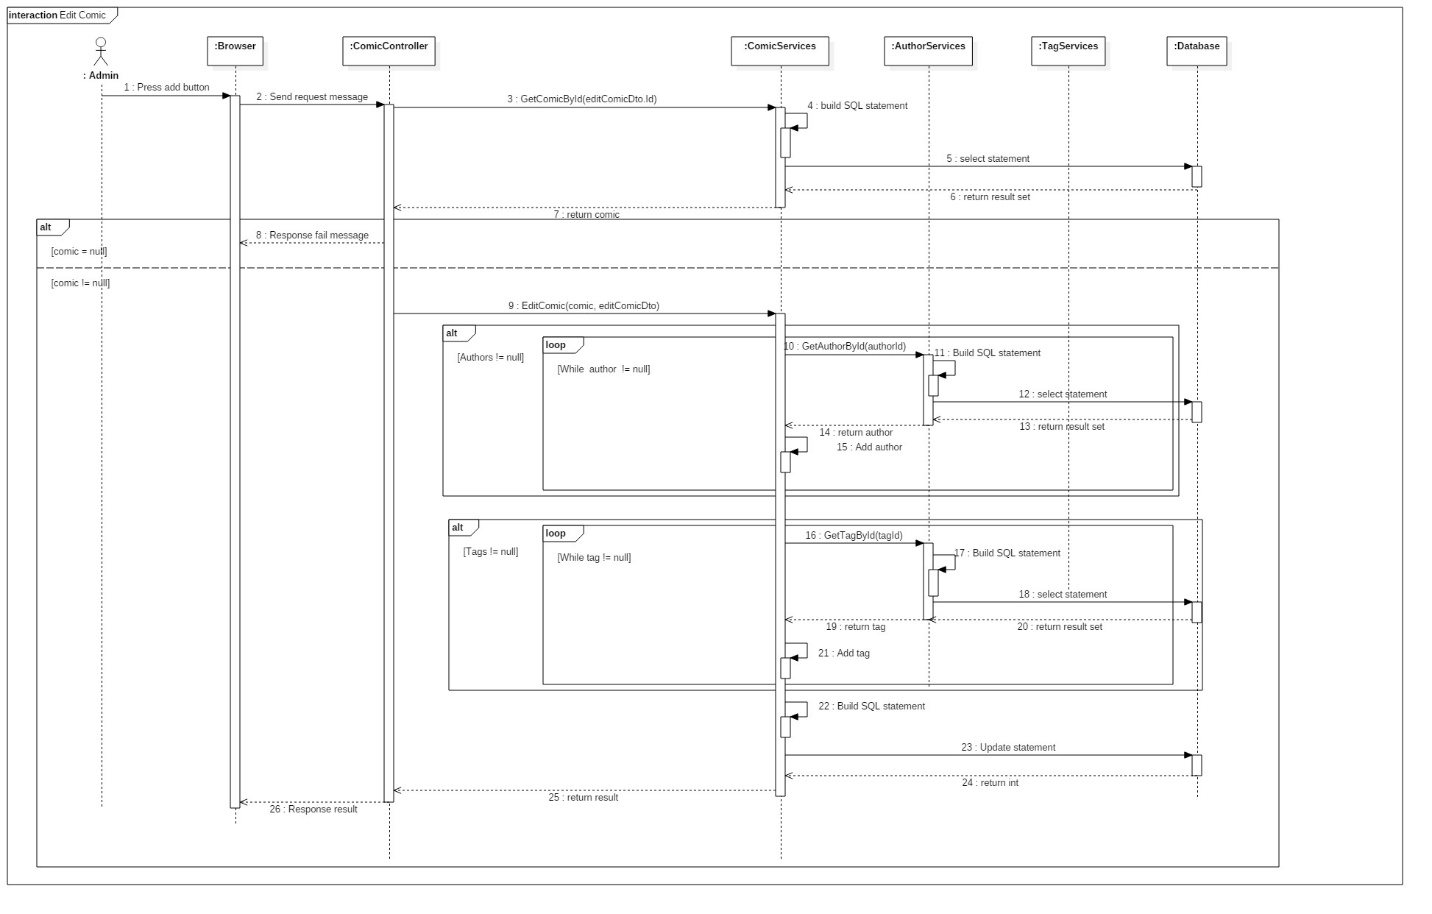 interaction Edit Comic
: Admin
:Browser
:ComicController
:ComicServices
:AuthorServices
:TagServices
:Database
1 : Press add button
2 : Send request message
3 : GetComicById(editComicDto.Id)
4 : build SQL statement
5 : select statement
6 : return result set
7 : return comic
alt
8 : Response fail message
[comic = null]
[comic != null]
9 : EditComic(comic, editComicDto)
alt
[Authors != null]
loop
[While author != null]
10 : GetAuthorById(authorId)
11 : Build SQL statement
12 : select statement
13 : return result set
14 : return author
15 : Add author
alt
[Tags != null]
loop
[While tag != null]
16 : GetTagById(tagId)
17 : Build SQL statement
18 : select statement
19 : return tag
20 : return result set
21 : Add tag
22 : Build SQL statement
23 : Update statement
24 : return int
25 : return result
26 : Response result